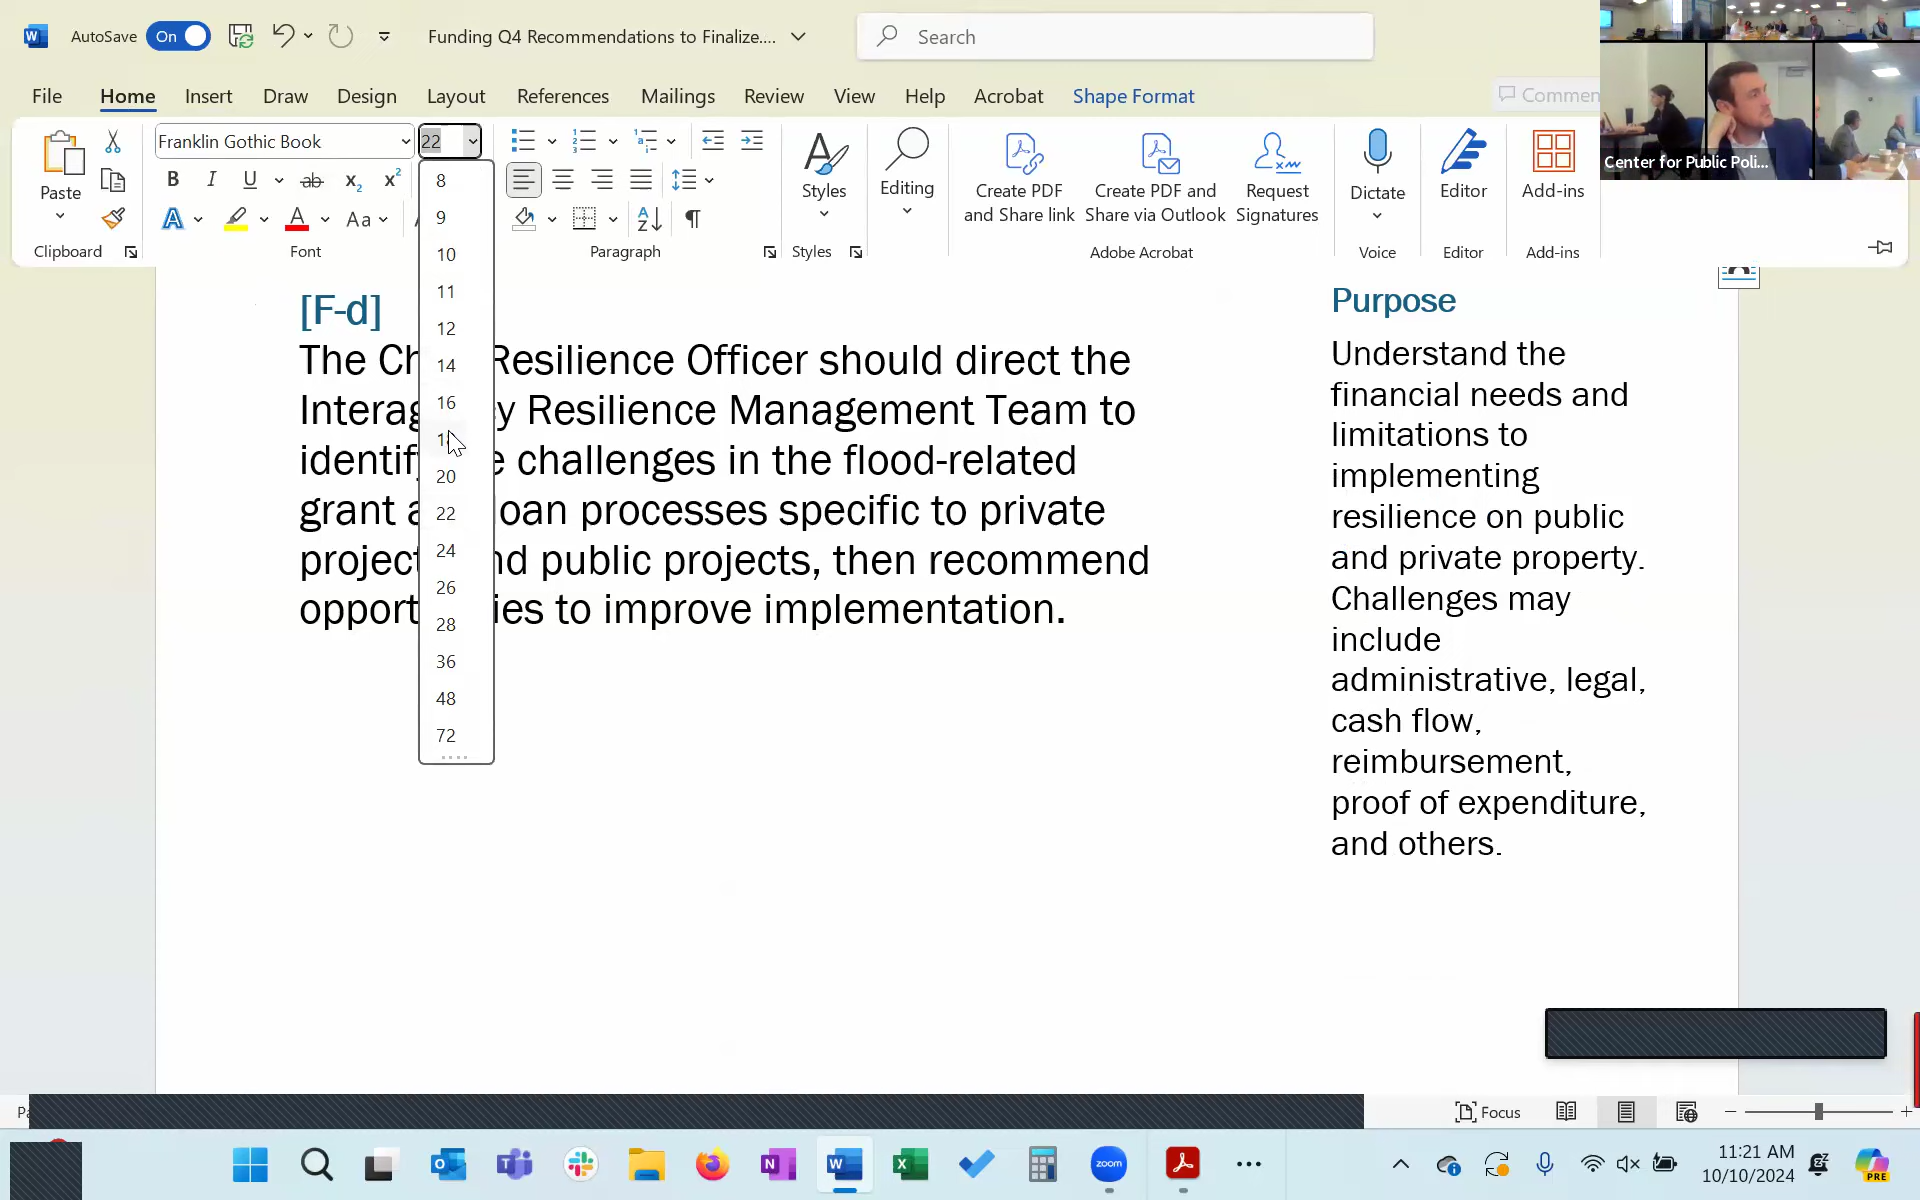 AutoSave On Funding Q4 Recommendations to Finalize.... Search
File Home Insert Draw Design Layout References Mailings Review View Help Acrobat Shape Format Commen
Franklin Gothic Book 22
Paste
Clipboard
Font
Paragraph
Styles
Styles
Editing
Create PDF and Share link
Create PDF and Share via Outlook
Request Signatures
Adobe Acrobat
Dictate
Voice
Editor
Editor
Add-ins
Add-ins
Center for Public Poli...
8
9
10
11
12
14
16
20
22
24
26
28
36
48
72
[F-d]
The Resilience Officer should direct the
Resilience Management Team to
challenges in the flood-related
grant loan processes specific to private
public projects, then recommend
to improve implementation.
Purpose
Understand the
financial needs and
limitations to
implementing
resilience on public
and private property.
Challenges may
include
administrative, legal,
cash flow,
reimbursement,
proof of expenditure,
and others.
Focus
11:21 AM
10/10/2024
zoom
PRE